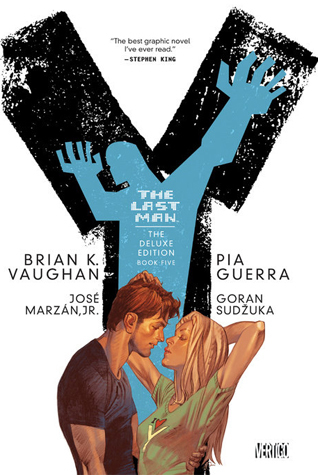 “The best graphic novel
I’ve ever read.”
—STEPHEN KING
Y
THE
LAST
MAN.
THE
DELUXE
EDITION
BOOK FIVE
BRIAN K.
VAUGHAN
PIA
GUERRA
JOSÉ
MARZÁN, JR.
GORAN
SUDŽUKA
VERTIGO